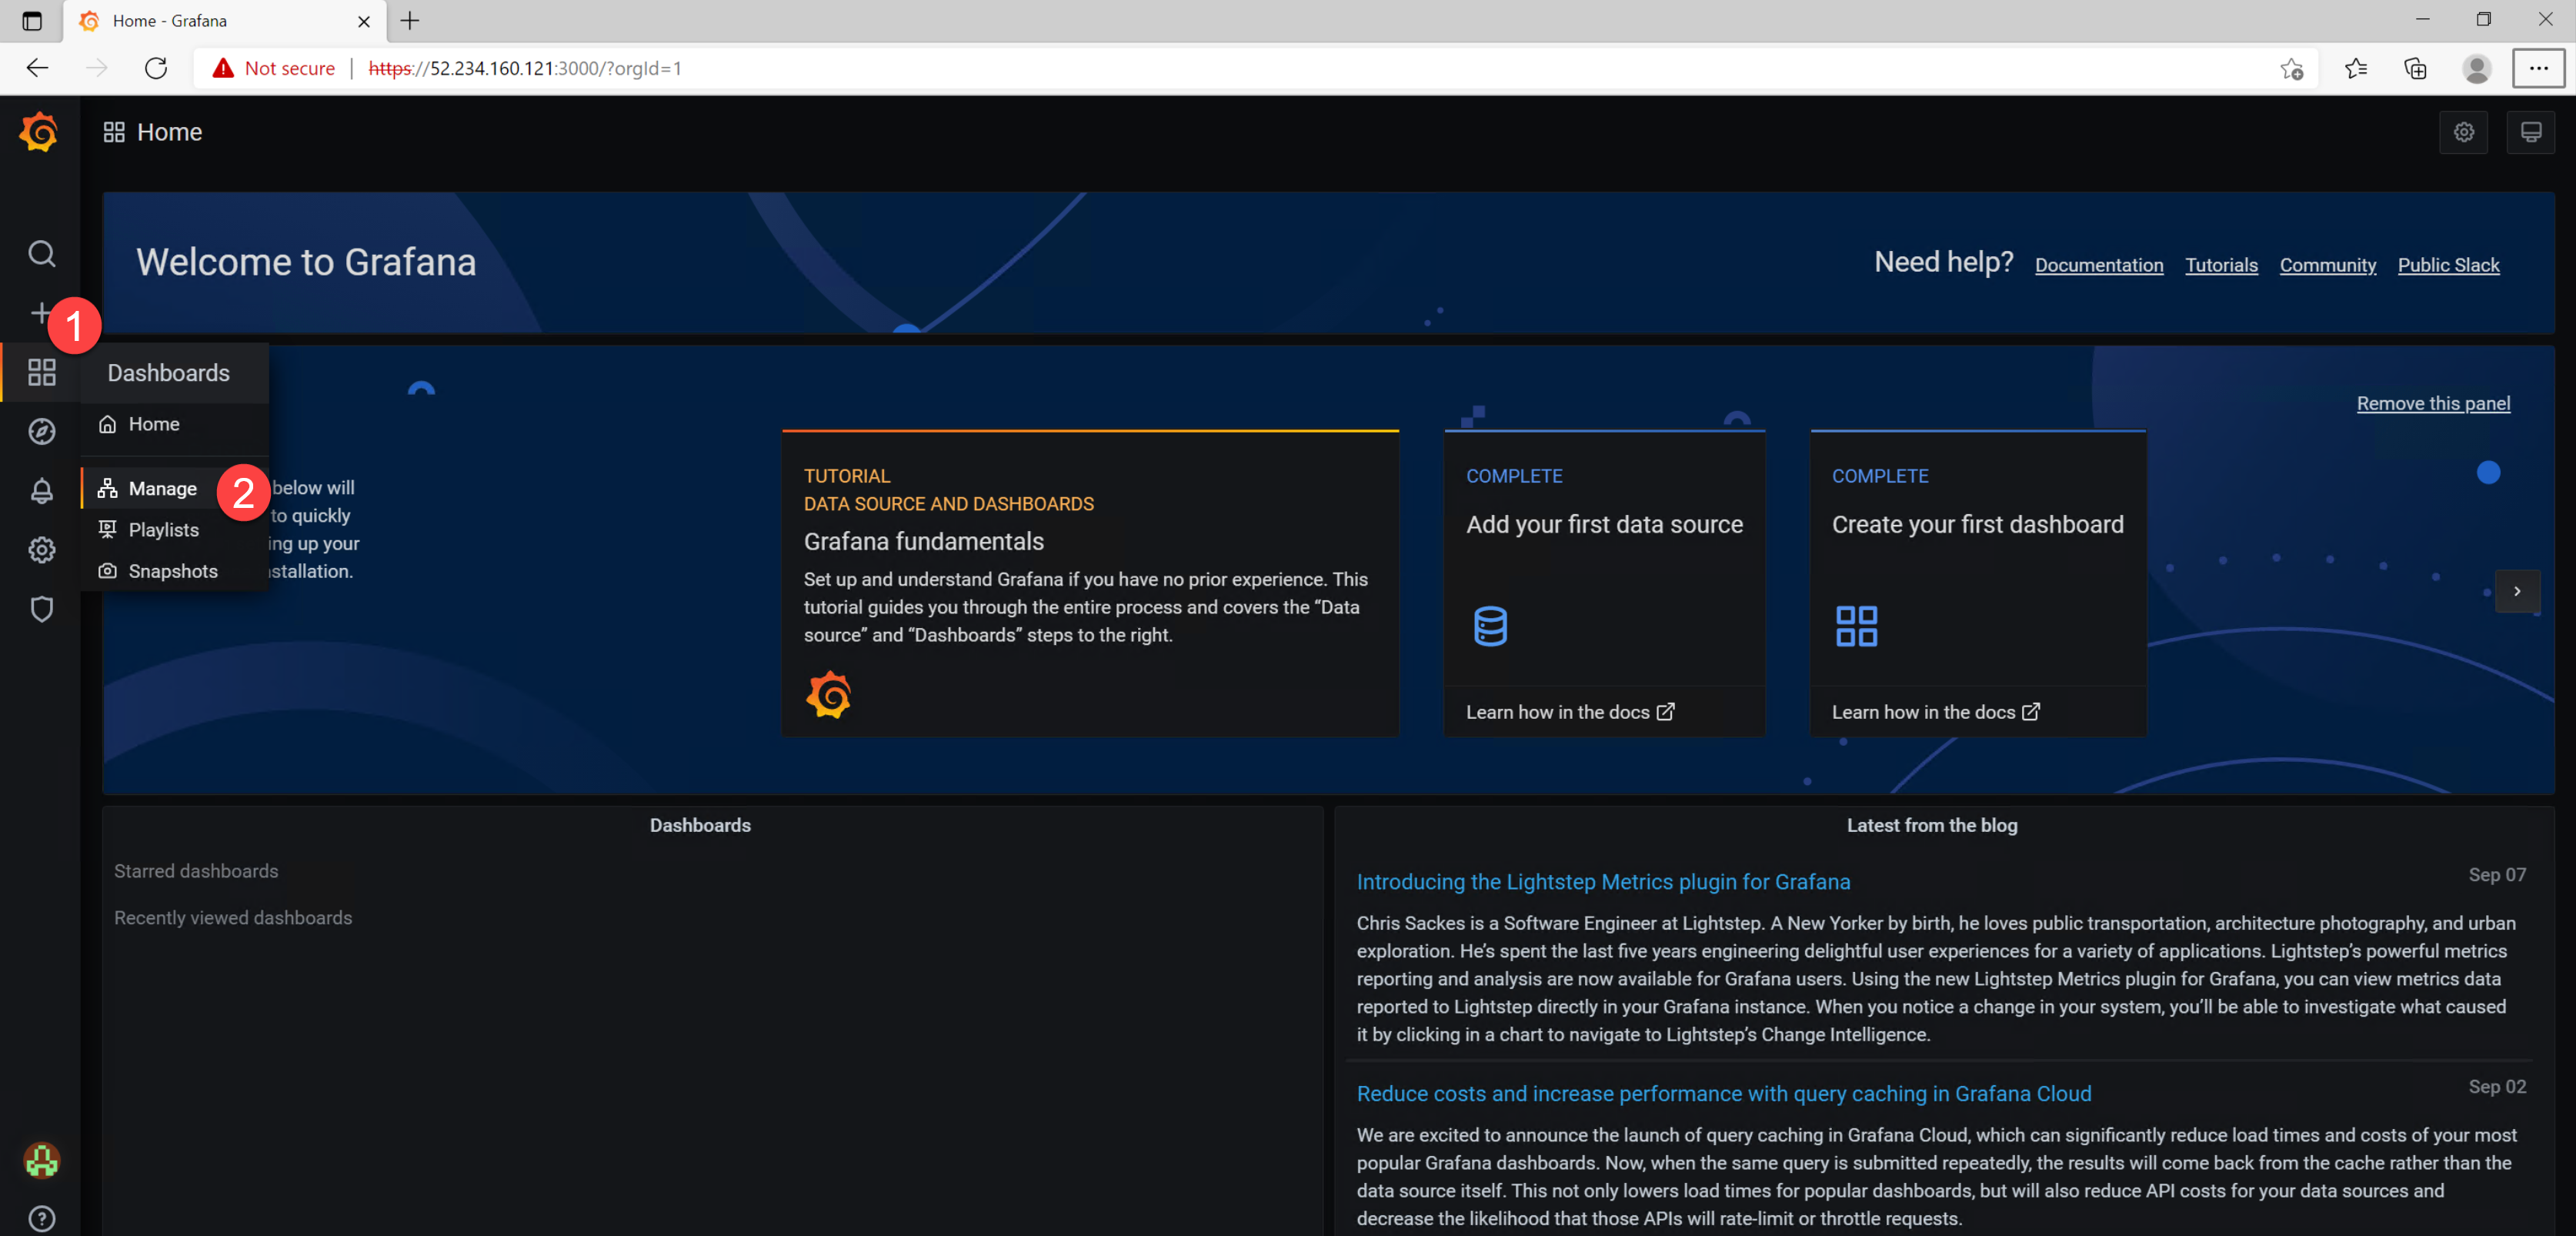 Home - Grafana
Not secure | https://52.234.160.121:3000/?orgId=1
Home
Welcome to Grafana
Need help? Documentation Tutorials Community Public Slack
1
Dashboards
Home
Manage
2
Playlists
Snapshots
below will
to quickly
ing up your
stallation.
Remove this panel
TUTORIAL
DATA SOURCE AND DASHBOARDS
Grafana fundamentals
Set up and understand Grafana if you have no prior experience. This
tutorial guides you through the entire process and covers the “Data
source” and “Dashboards” steps to the right.
COMPLETE
Add your first data source
Learn how in the docs
COMPLETE
Create your first dashboard
Learn how in the docs
Dashboards
Starred dashboards
Recently viewed dashboards
Latest from the blog
Introducing the Lightstep Metrics plugin for Grafana
Sep 07
Chris Sackes is a Software Engineer at Lightstep. A New Yorker by birth, he loves public transportation, architecture photography, and urban
exploration. He’s spent the last five years engineering delightful user experiences for a variety of applications. Lightstep’s powerful metrics
reporting and analysis are now available for Grafana users. Using the new Lightstep Metrics plugin for Grafana, you can view metrics data
reported to Lightstep directly in your Grafana instance. When you notice a change in your system, you’ll be able to investigate what caused
it by clicking in a chart to navigate to Lightstep’s Change Intelligence.
Reduce costs and increase performance with query caching in Grafana Cloud
Sep 02
We are excited to announce the launch of query caching in Grafana Cloud, which can significantly reduce load times and costs of your most
popular Grafana dashboards. Now, when the same query is submitted repeatedly, the results will come back from the cache rather than the
data source itself. This not only lowers load times for popular dashboards, but will also reduce API costs for your data sources and
decrease the likelihood that those APIs will rate-limit or throttle requests.